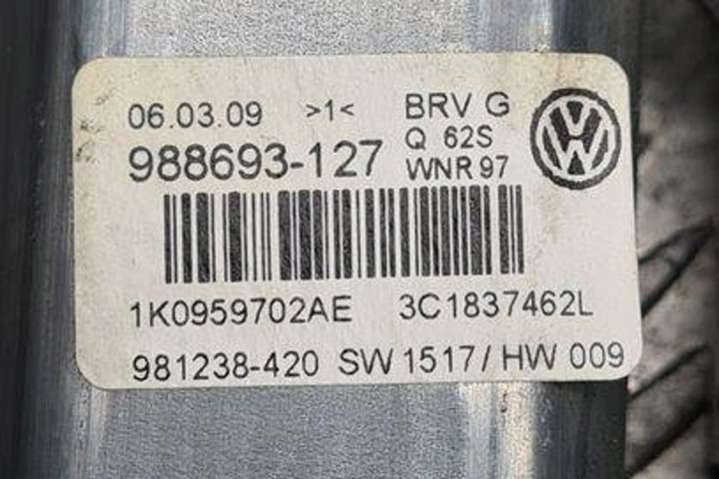 06.03.09 >1< BRV G
Q 62S
988693-127 WNR 97
1K0959702AE 3C1837462L
981238-420 SW 1517 / HW 009